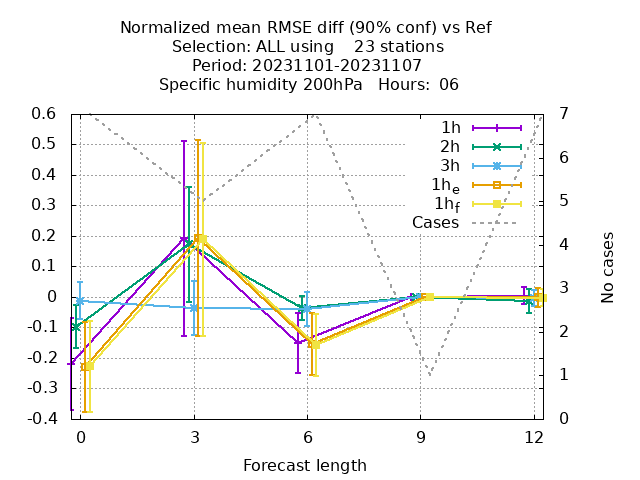 Normalized mean RMSE diff (90% conf) vs Ref
Selection: ALL using    23 stations
Period: 20231101-20231107
Specific humidity 200hPa   Hours:  06
0.6
0.5
0.4
0.3
0.2
0.1
0
-0.1
-0.2
-0.3
-0.4
7
6
5
4
3
2
1
0
1h
2h
3h
1he
1hf
Cases
No cases
0
3
6
9
12
Forecast length